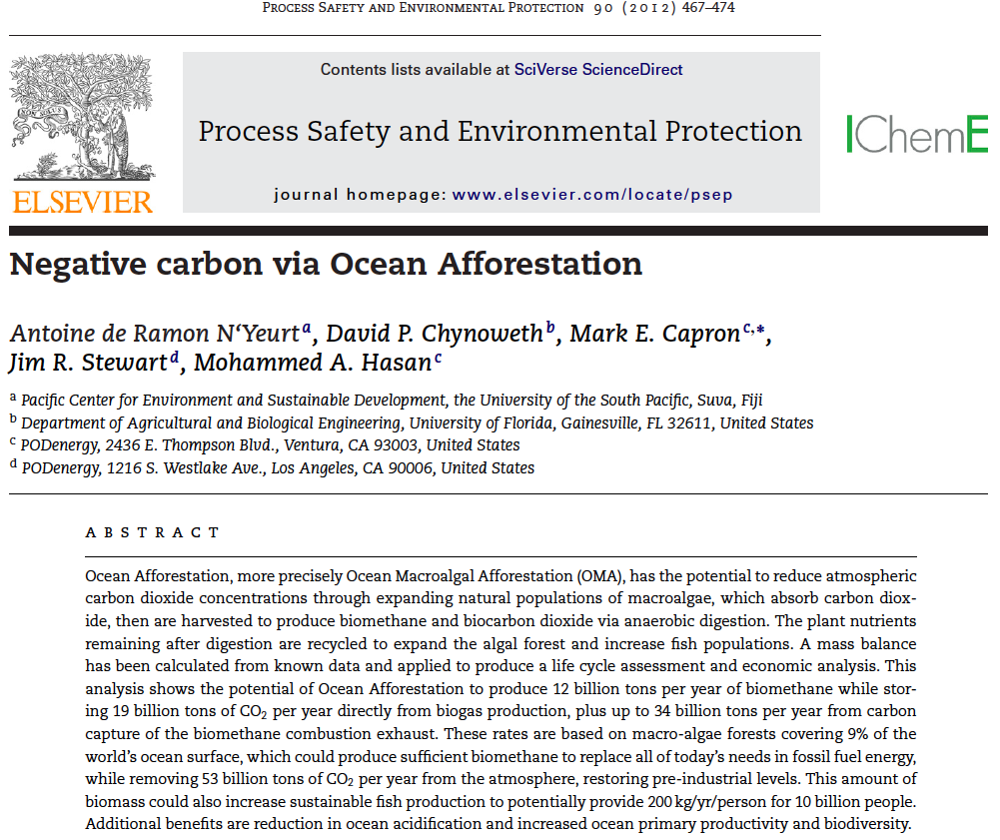 PROCESS SAFETY AND ENVIRONMENTAL PROTECTION 90 (2012) 467–474
Contents lists available at SciVerse ScienceDirect
Process Safety and Environmental Protection
journal homepage: www.elsevier.com/locate/psep
NON SOLUS
ELSEVIER
IChemE
Negative carbon via Ocean Afforestation
Antoine de Ramon N‘Yeurt a, David P. Chynoweth b, Mark E. Capron c,*,
Jim R. Stewart d, Mohammed A. Hasan c
a Pacific Center for Environment and Sustainable Development, the University of the South Pacific, Suva, Fiji
b Department of Agricultural and Biological Engineering, University of Florida, Gainesville, FL 32611, United States
c PODenergy, 2436 E. Thompson Blvd., Ventura, CA 93003, United States
d PODenergy, 1216 S. Westlake Ave., Los Angeles, CA 90006, United States
ABSTRACT
Ocean Afforestation, more precisely Ocean Macroalgal Afforestation (OMA), has the potential to reduce atmospheric
carbon dioxide concentrations through expanding natural populations of macroalgae, which absorb carbon diox-
ide, then are harvested to produce biomethane and biocarbon dioxide via anaerobic digestion. The plant nutrients
remaining after digestion are recycled to expand the algal forest and increase fish populations. A mass balance
has been calculated from known data and applied to produce a life cycle assessment and economic analysis. This
analysis shows the potential of Ocean Afforestation to produce 12 billion tons per year of biomethane while stor-
ing 19 billion tons of CO2 per year directly from biogas production, plus up to 34 billion tons per year from carbon
capture of the biomethane combustion exhaust. These rates are based on macro-algae forests covering 9% of the
world's ocean surface, which could produce sufficient biomethane to replace all of today's needs in fossil fuel energy,
while removing 53 billion tons of CO2 per year from the atmosphere, restoring pre-industrial levels. This amount of
biomass could also increase sustainable fish production to potentially provide 200 kg/yr/person for 10 billion people.
Additional benefits are reduction in ocean acidification and increased ocean primary productivity and biodiversity.